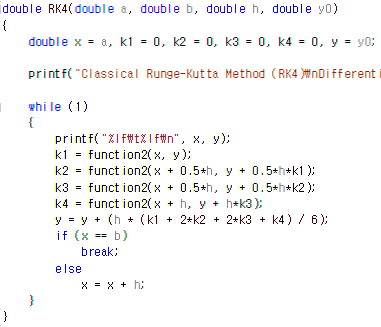 double RK4(double a, double b, double h, double y0)
{
double x = a, k1 = 0, k2 = 0, k3 = 0, k4 = 0, y = y0;
printf("Classical Runge-Kutta Method (RK4)₩nDifferenti
while (1)
{
printf("%lf₩t%lf₩n", x, y);
k1 = function2(x, y);
k2 = function2(x + 0.5*h, y + 0.5*h*k1);
k3 = function2(x + 0.5*h, y + 0.5*h*k2);
k4 = function2(x + h, y + h*k3);
y = y + (h * (k1 + 2*k2 + 2*k3 + k4) / 6);
if (x == b)
break;
else
x = x + h;
}
}